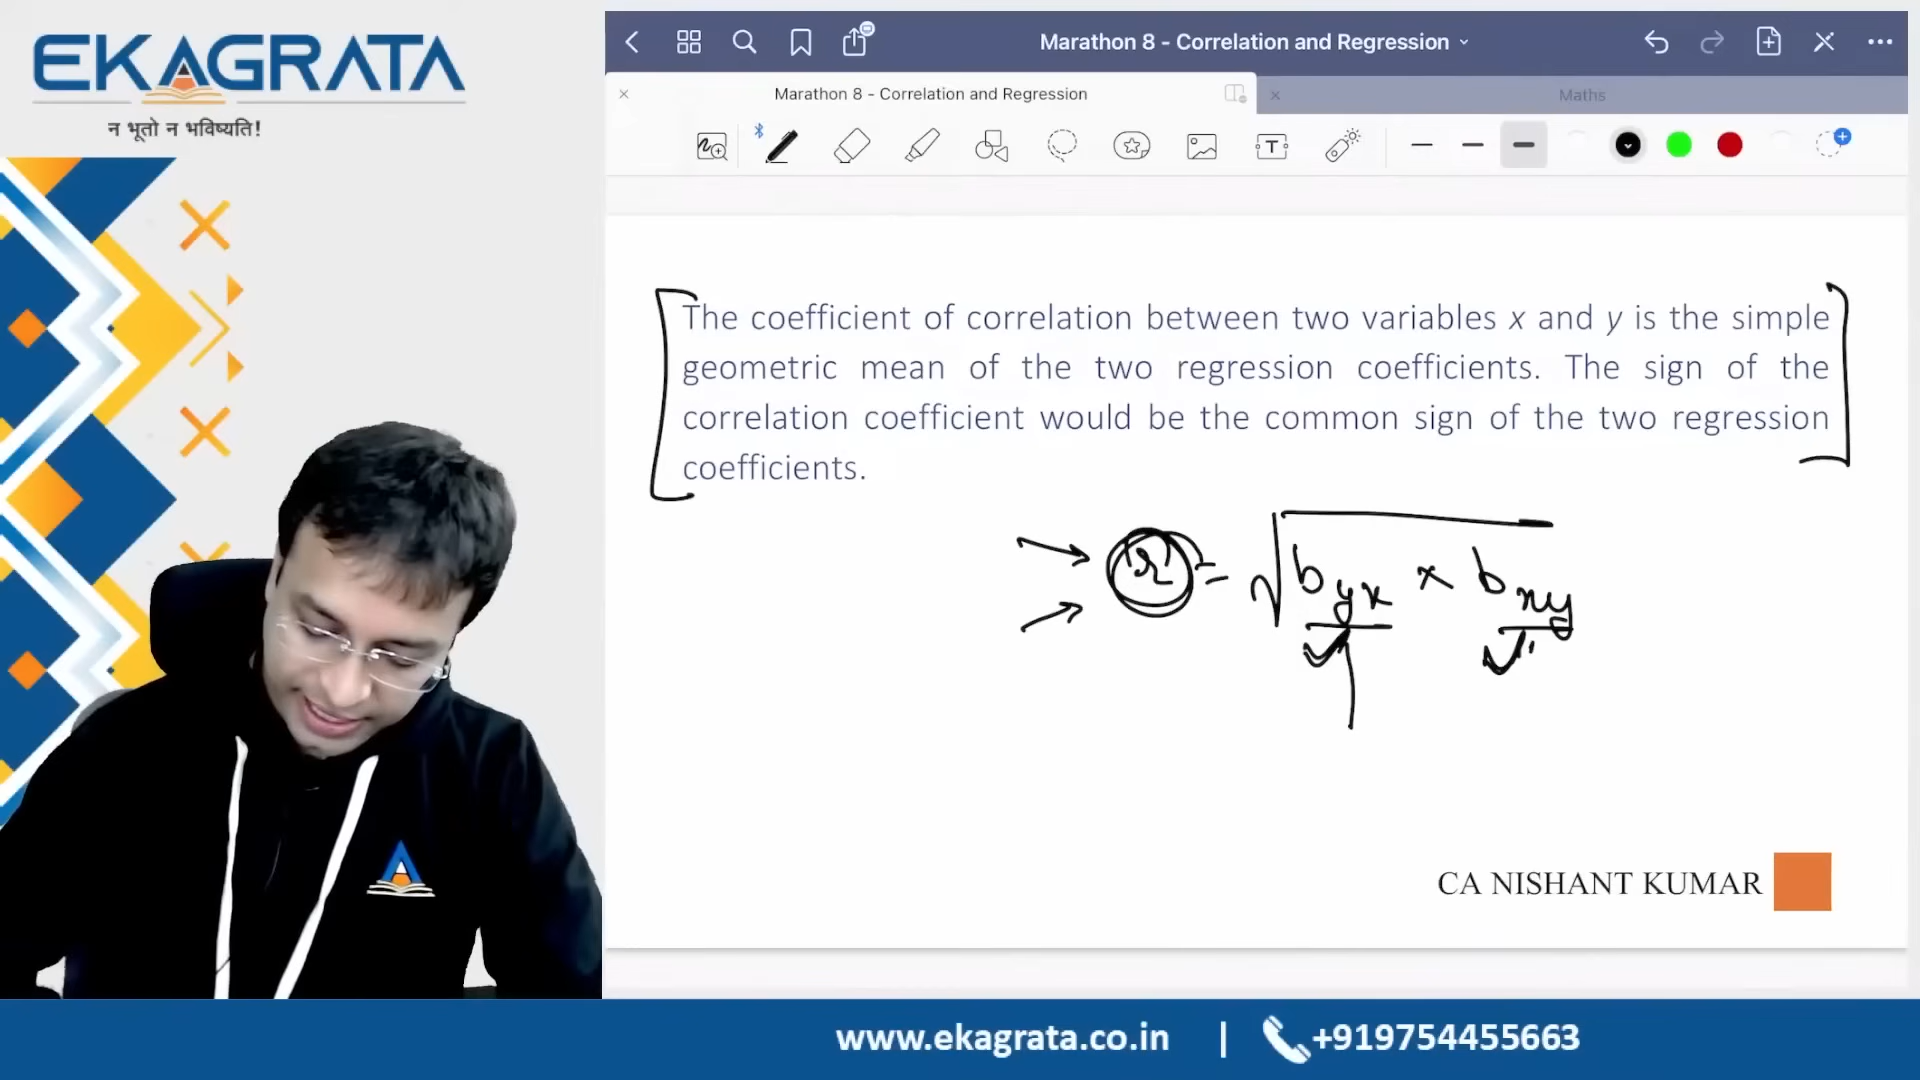 EKAGRATA
न भूतो न भविष्यति!
Marathon 8 - Correlation and Regression
Marathon 8 - Correlation and Regression
Maths
The coefficient of correlation between two variables x and y is the simple
geometric mean of the two regression coefficients. The sign of the
correlation coefficient would be the common sign of the two regression
coefficients.
r = √ b yx × b xy
CA NISHANT KUMAR
www.ekagrata.co.in | +919754455663